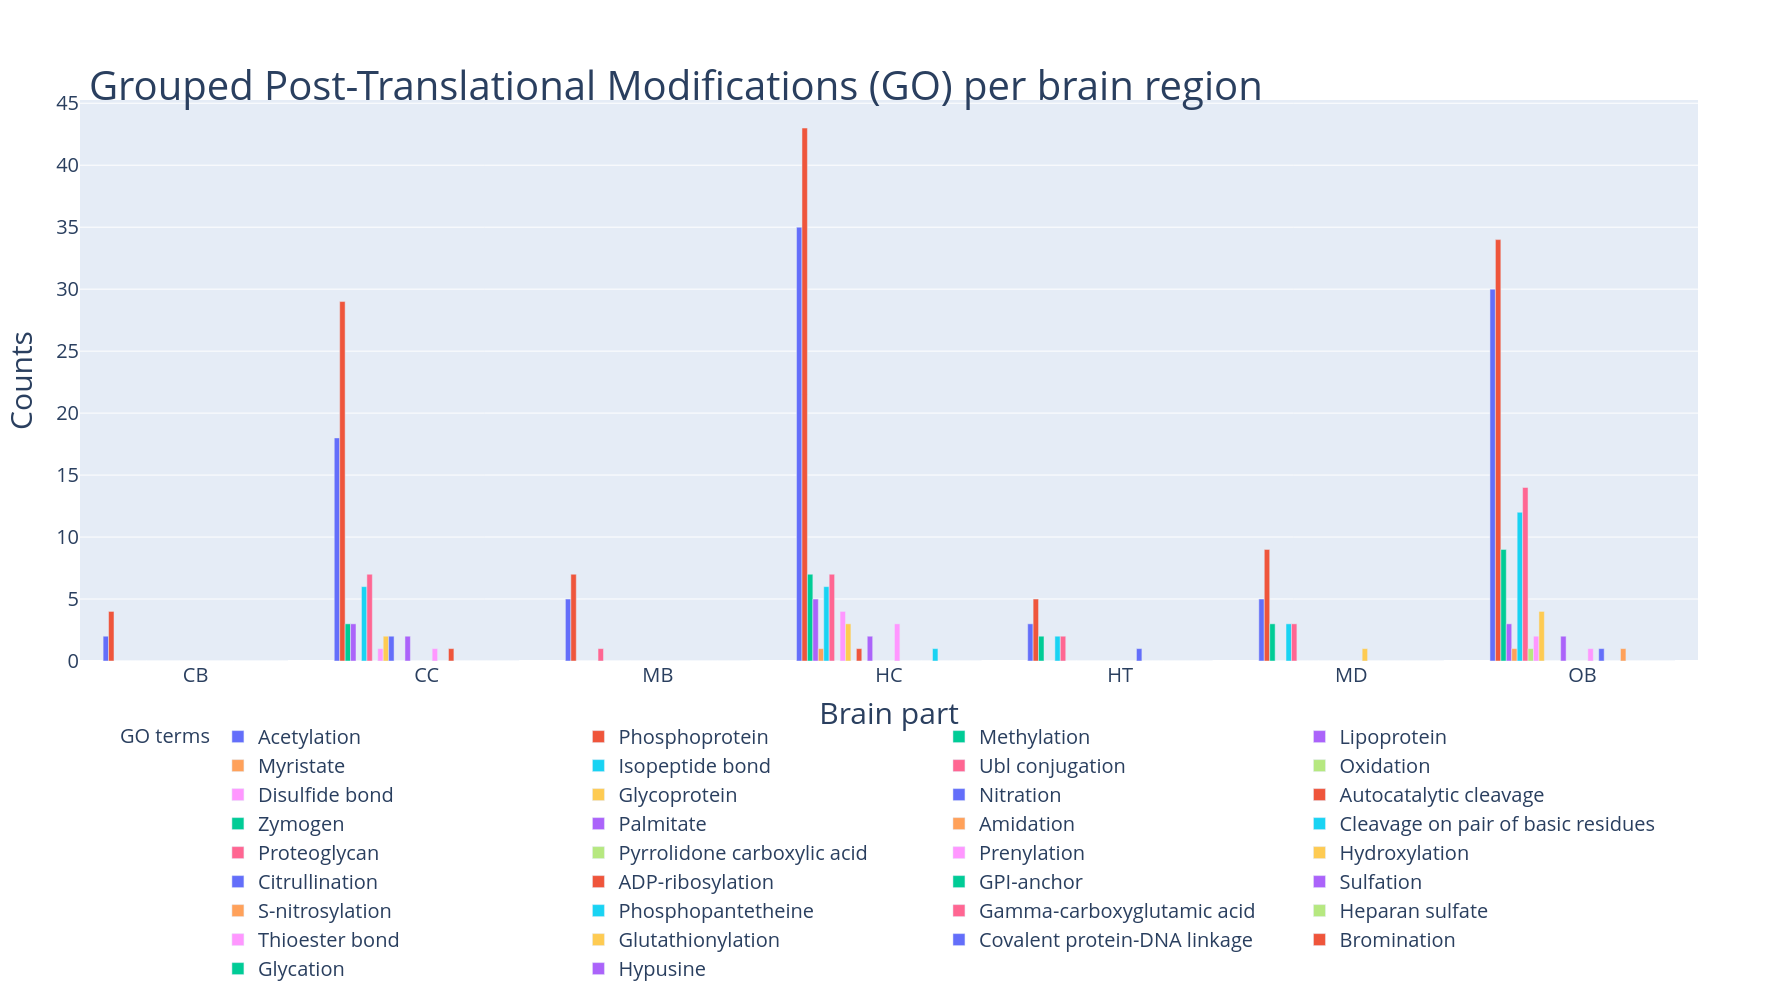 Grouped Post-Translational Modifications (GO) per brain region
45
40
35
30
25
20
15
10
5
0
Counts
CB CC MB HC HT MD OB
Brain part
GO terms Acetylation Phosphoprotein Methylation Lipoprotein
Myristate Isopeptide bond Ubl conjugation Oxidation
Disulfide bond Glycoprotein Nitration Autocatalytic cleavage
Zymogen Palmitate Amidation Cleavage on pair of basic residues
Proteoglycan Pyrrolidone carboxylic acid Prenylation Hydroxylation
Citrullination ADP-ribosylation GPI-anchor Sulfation
S-nitrosylation Phosphopantetheine Gamma-carboxyglutamic acid Heparan sulfate
Thioester bond Glutathionylation Covalent protein-DNA linkage Bromination
Glycation Hypusine